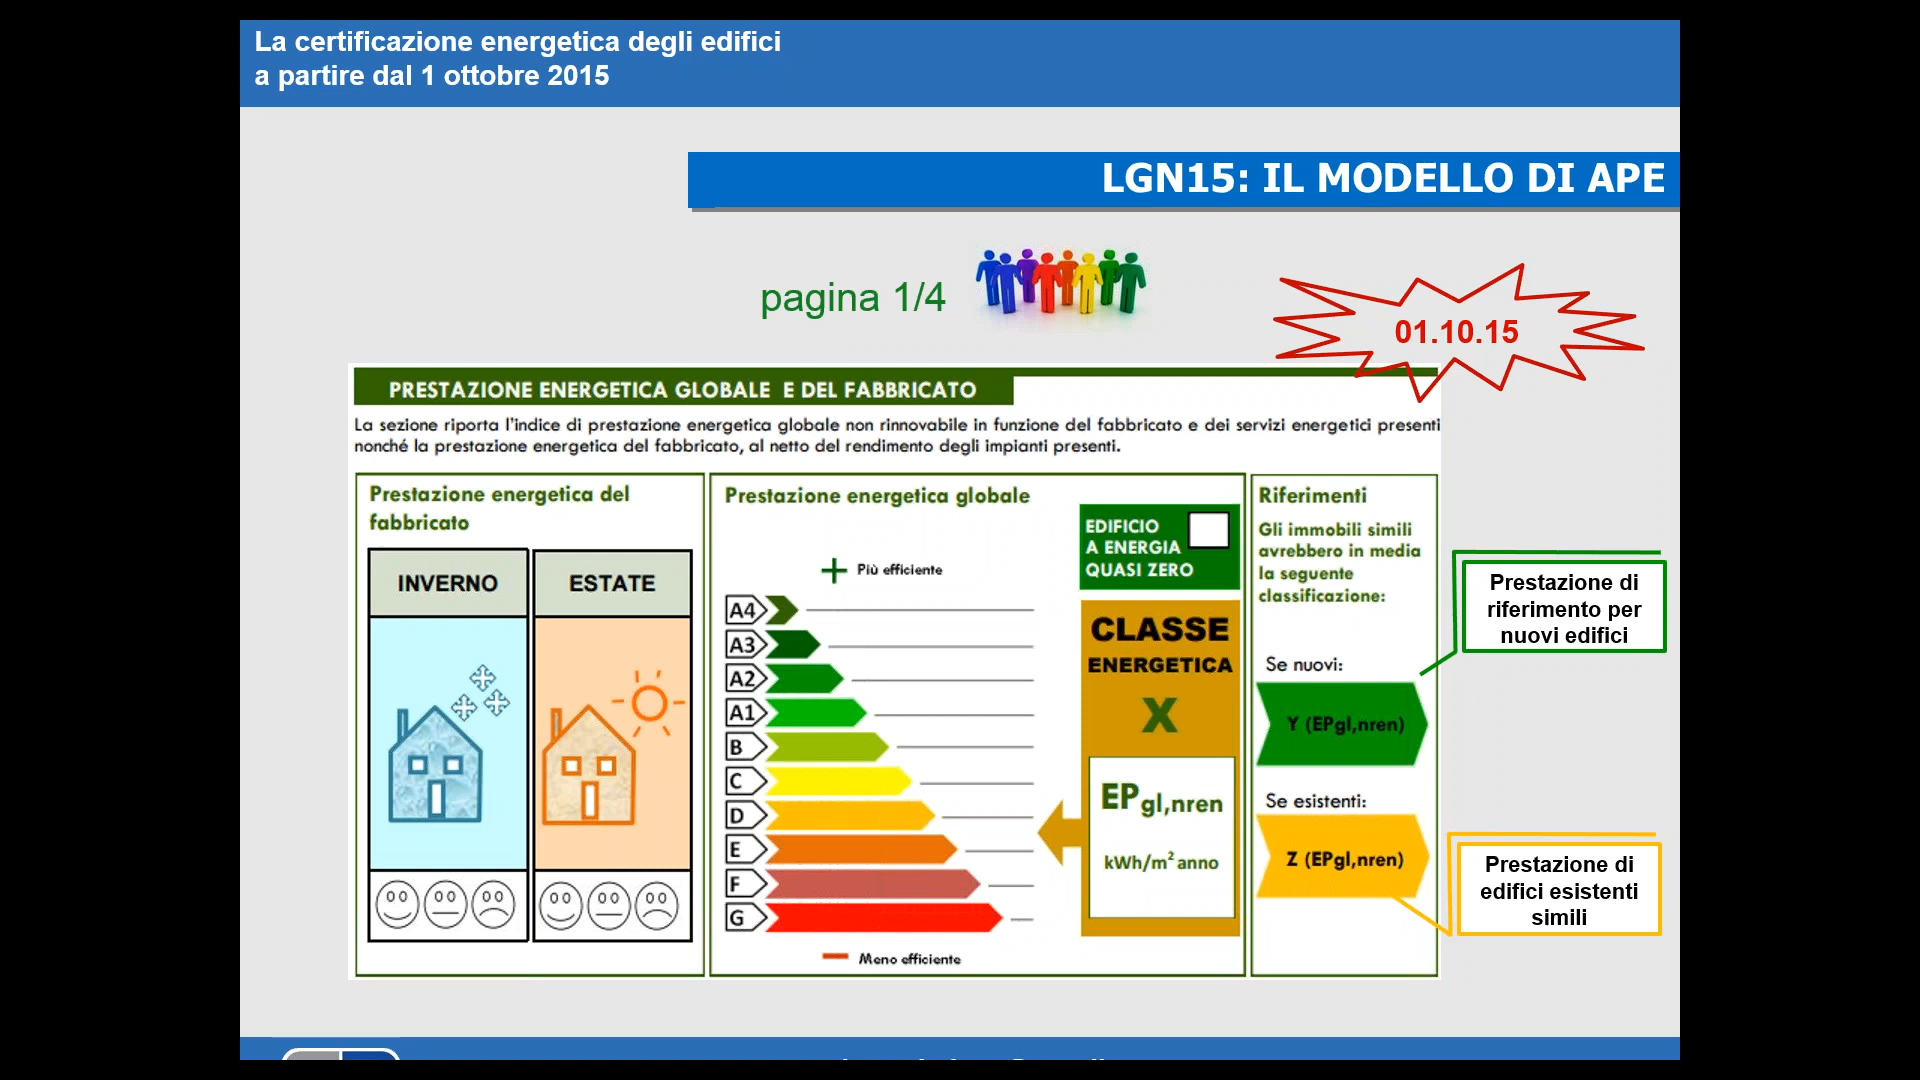 La certificazione energetica degli edifici
a partire dal 1 ottobre 2015
LGN15: IL MODELLO DI APE
pagina 1/4
01.10.15
PRESTAZIONE ENERGETICA GLOBALE E DEL FABBRICATO
La sezione riporta l'indice di prestazione energetica globale non rinnovabile in funzione del fabbricato e dei servizi energetici presenti
nonché la prestazione energetica del fabbricato, al netto del rendimento degli impianti presenti.
Prestazione energetica del
fabbricato
INVERNO
ESTATE
Prestazione energetica globale
Più efficiente
A4
A3
A2
A1
B
C
D
E
F
G
Meno efficiente
EDIFICIO
A ENERGIA
QUASI ZERO
CLASSE
ENERGETICA
X
EPgl,nren
kWh/m² anno
Riferimenti
Gli immobili simili
avrebbero in media
la seguente
classificazione:
Se nuovi:
Y (EPgl,nren)
Se esistenti:
Z (EPgl,nren)
Prestazione di
riferimento per
nuovi edifici
Prestazione di
edifici esistenti
simili